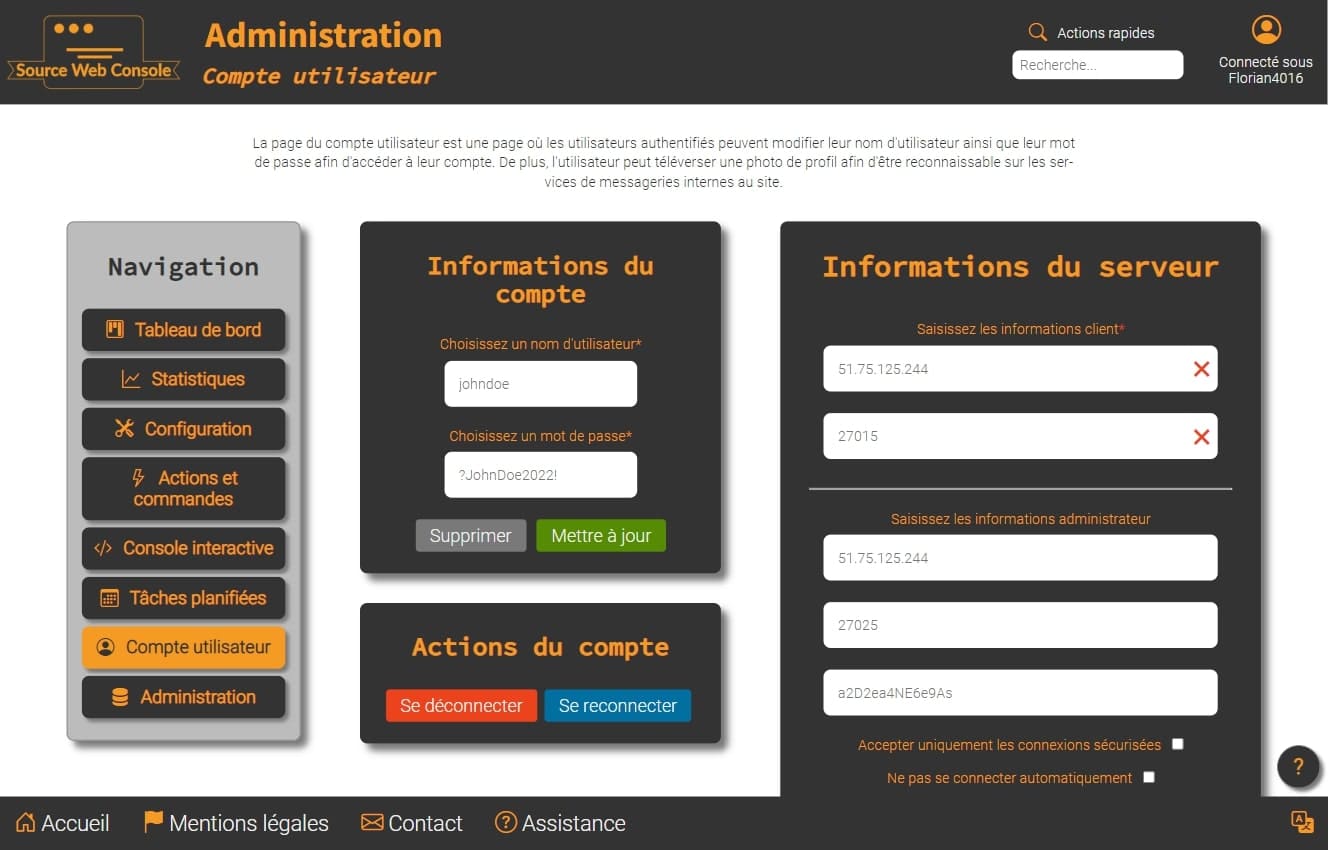 Source Web Console
Administration
Compte utilisateur
Actions rapides
Recherche...
Connecté sous
Florian4016
La page du compte utilisateur est une page où les utilisateurs authentifiés peuvent modifier leur nom d'utilisateur ainsi que leur mot
de passe afin d'accéder à leur compte. De plus, l'utilisateur peut téléverser une photo de profil afin d'être reconnaissable sur les ser-
vices de messageries internes au site.
Navigation
Tableau de bord
Statistiques
Configuration
Actions et
commandes
Console interactive
Tâches planifiées
Compte utilisateur
Administration
Informations du
compte
Choisissez un nom d'utilisateur*
johndoe
Choisissez un mot de passe*
?JohnDoe2022!
Supprimer
Mettre à jour
Actions du compte
Se déconnecter
Se reconnecter
Informations du serveur
Saisissez les informations client*
51.75.125.244
27015
Saisissez les informations administrateur
51.75.125.244
27025
a2D2ea4NE6e9As
Accepter uniquement les connexions sécurisées
Ne pas se connecter automatiquement
?
Accueil
Mentions légales
Contact
Assistance